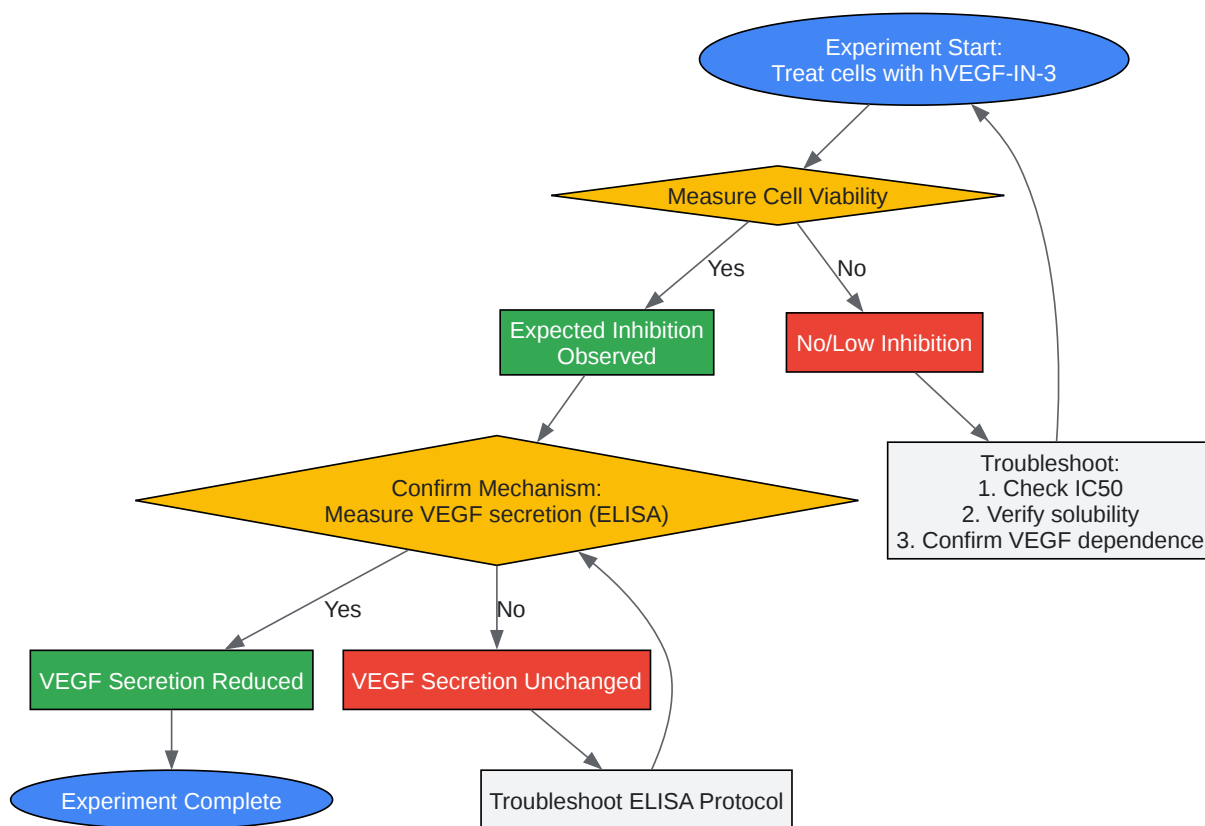 Experiment Start:
Treat cells with hVEGF-IN-3
Measure Cell Viability
Yes
No
Expected Inhibition
Observed
No/Low Inhibition
Troubleshoot:
1. Check IC50
2. Verify solubility
3. Confirm VEGF dependence
Confirm Mechanism:
Measure VEGF secretion (ELISA)
Yes
No
VEGF Secretion Reduced
VEGF Secretion Unchanged
Experiment Complete
Troubleshoot ELISA Protocol